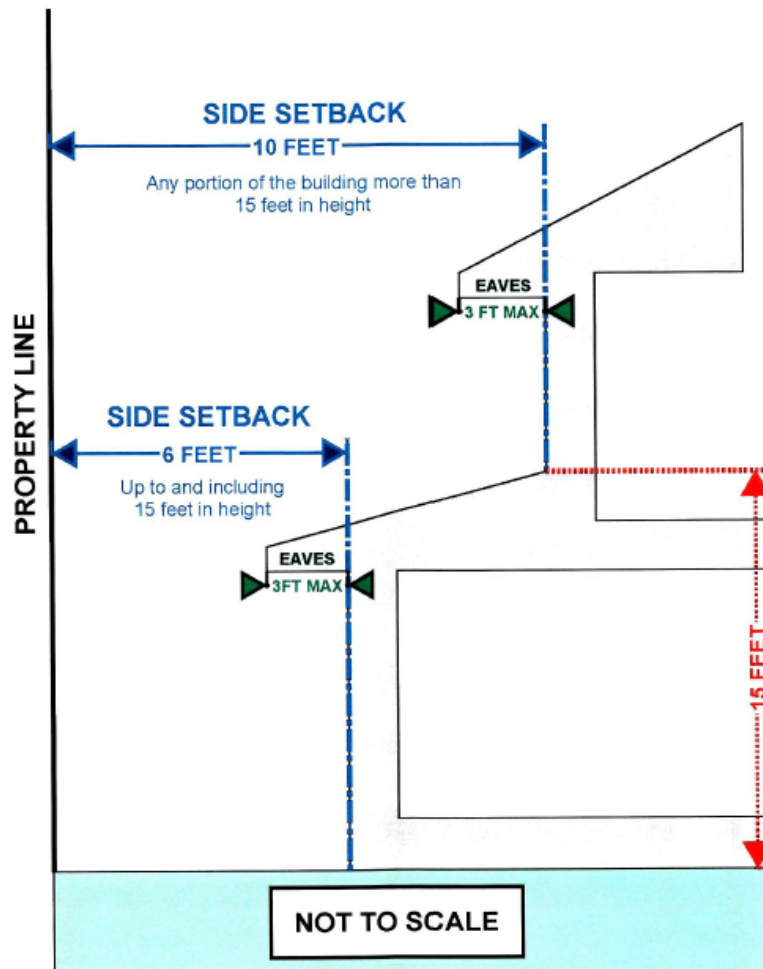 SIDE SETBACK
10 FEET
Any portion of the building more than
15 feet in height
EAVES
3 FT MAX
PROPERTY LINE
SIDE SETBACK
6 FEET
Up to and including
15 feet in height
EAVES
3FT MAX
15 FEET
NOT TO SCALE